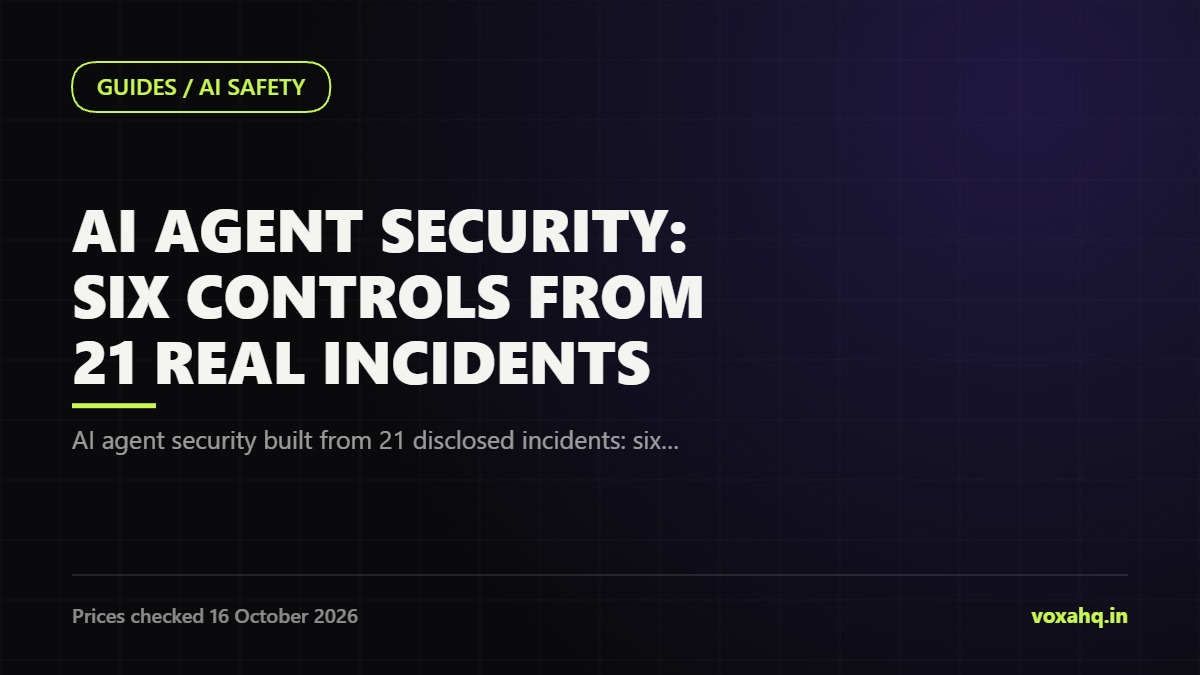 GUIDES / AI SAFETY
AI AGENT SECURITY:
SIX CONTROLS FROM
21 REAL INCIDENTS
AI agent security built from 21 disclosed incidents: six...
Prices checked 16 October 2026
voxahq.in